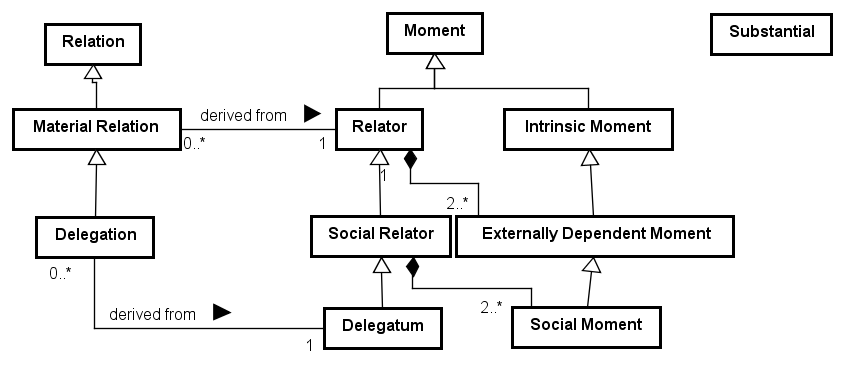 Moment
Substantial
Relation
derived from
Material Relation
Relator
Intrinsic Moment
0..*
1
1
2..*
Delegation
Social Relator
Externally Dependent Moment
0..*
derived from
2..*
Delegatum
Social Moment
1